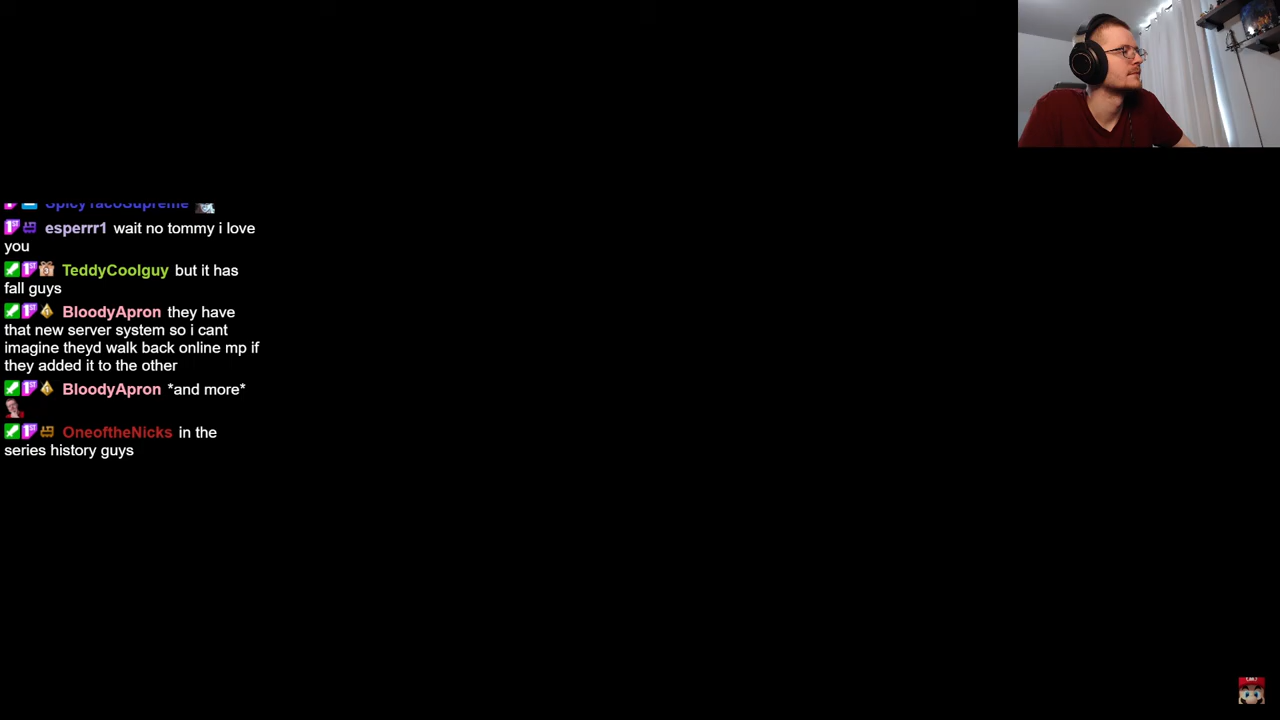 SpicyTacoSupreme
esperrr1 wait no tommy i love
you
TeddyCoolguy but it has
fall guys
BloodyApron they have
that new server system so i cant
imagine theyd walk back online mp if
they added it to the other
BloodyApron *and more*
OneoftheNicks in the
series history guys